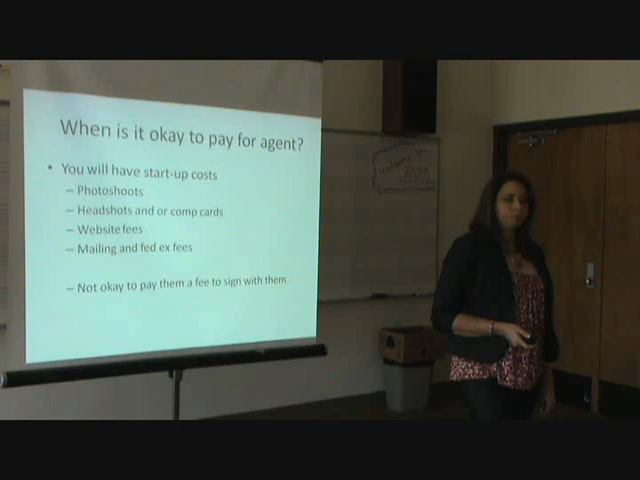 When is it okay to pay for agent?
• You will have start-up costs
– Photoshoots
– Headshots and or comp cards
– Website fees
– Mailing and fed ex fees
– Not okay to pay them a fee to sign with them